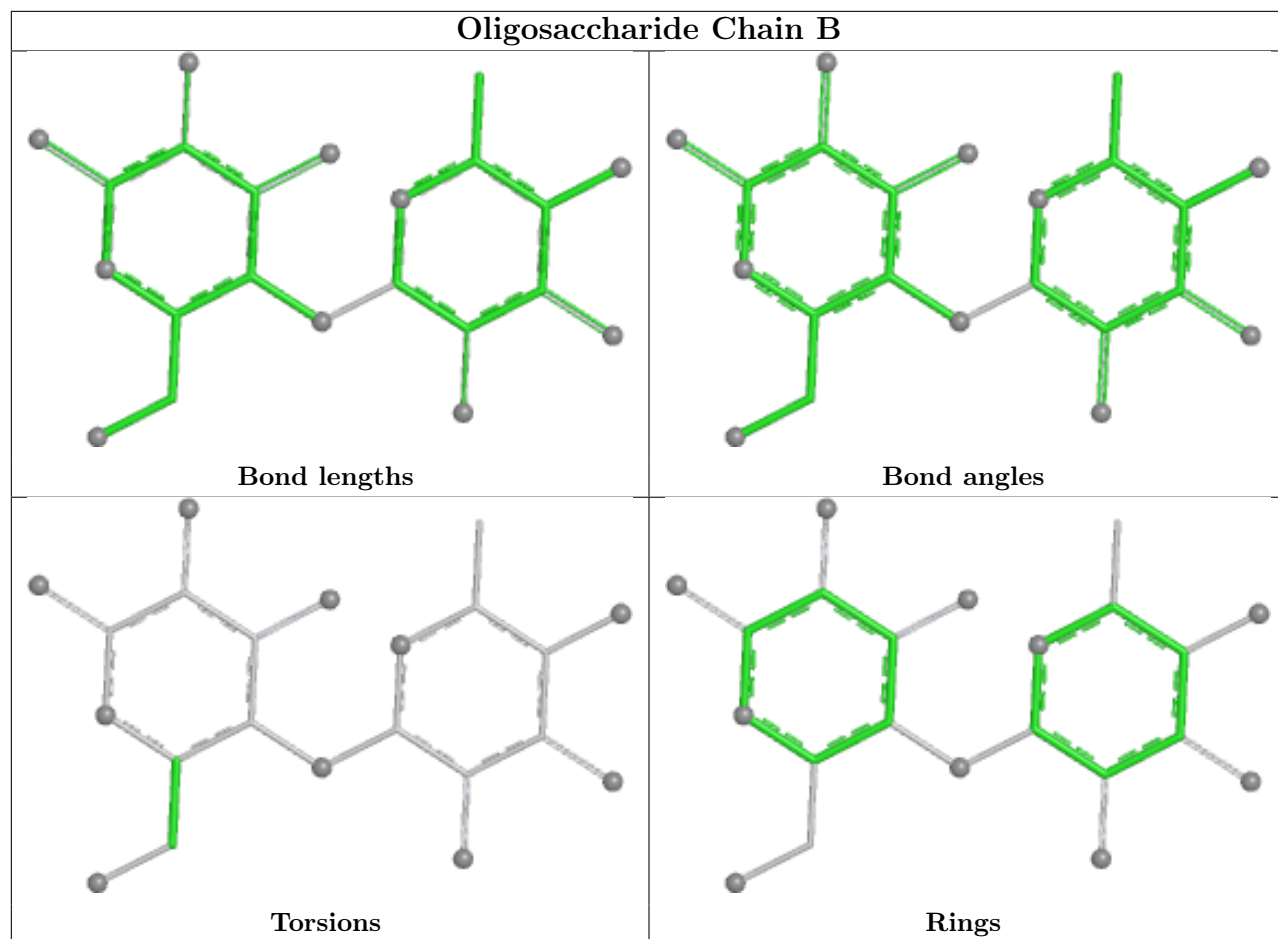 Oligosaccharide Chain B
Bond lengths
Bond angles
Torsions
Rings